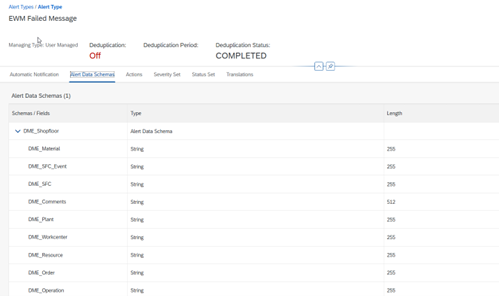 Alert Types / Alert Type
EWM Failed Message
Managing Type: User Managed
Deduplication: Deduplication Period: Deduplication Status:
Off COMPLETED
Automatic Notification Alert Data Schemas Actions Severity Set Status Set Translations
Alert Data Schemas (1)
Schemas / Fields Type Length
DME_Shopfloor Alert Data Schema
DME_Material String 255
DME_SFC_Event String 255
DME_SFC String 255
DME_Comments String 512
DME_Plant String 255
DME_Workcenter String 255
DME_Resource String 255
DME_Order String 255
DME_Operation String 255